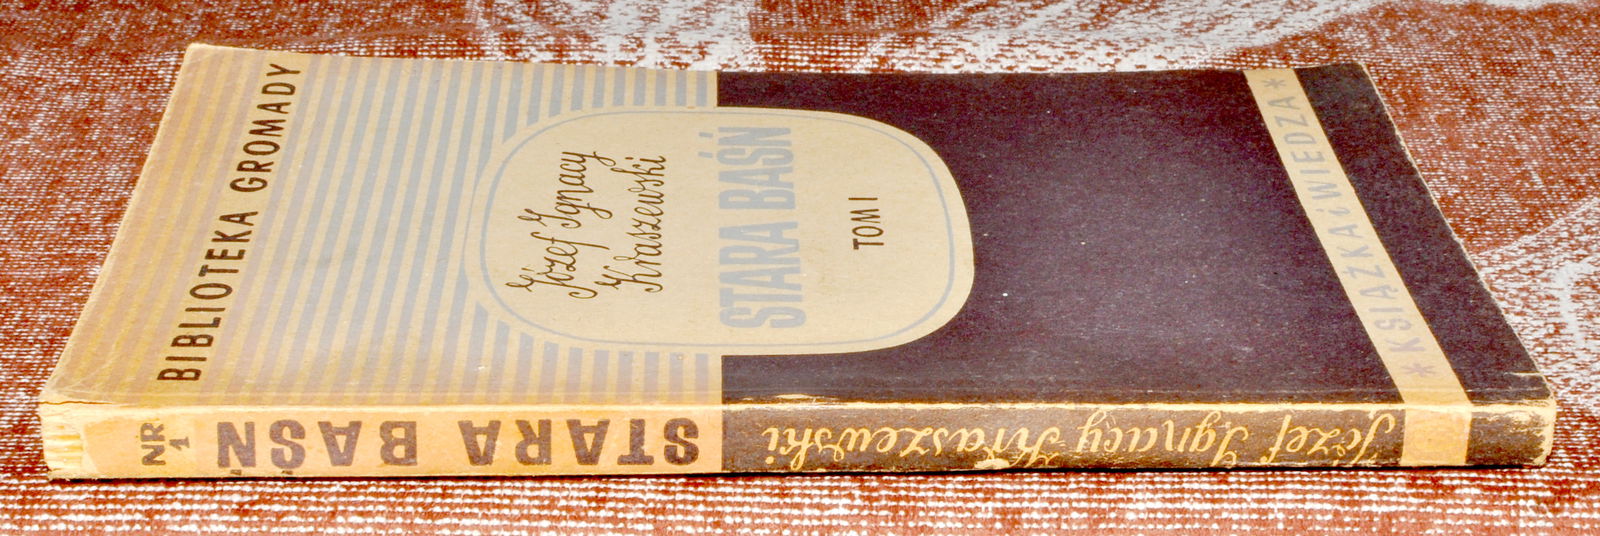 BIBLIOTEKA GROMADY
Józef Ignacy
Kraszewski
STARA BAŚŃ
TOM I
* KSIĄŻKA i WIEDZA *
NR
1
STARA BAŚŃ
Józef Ignacy Kraszewski